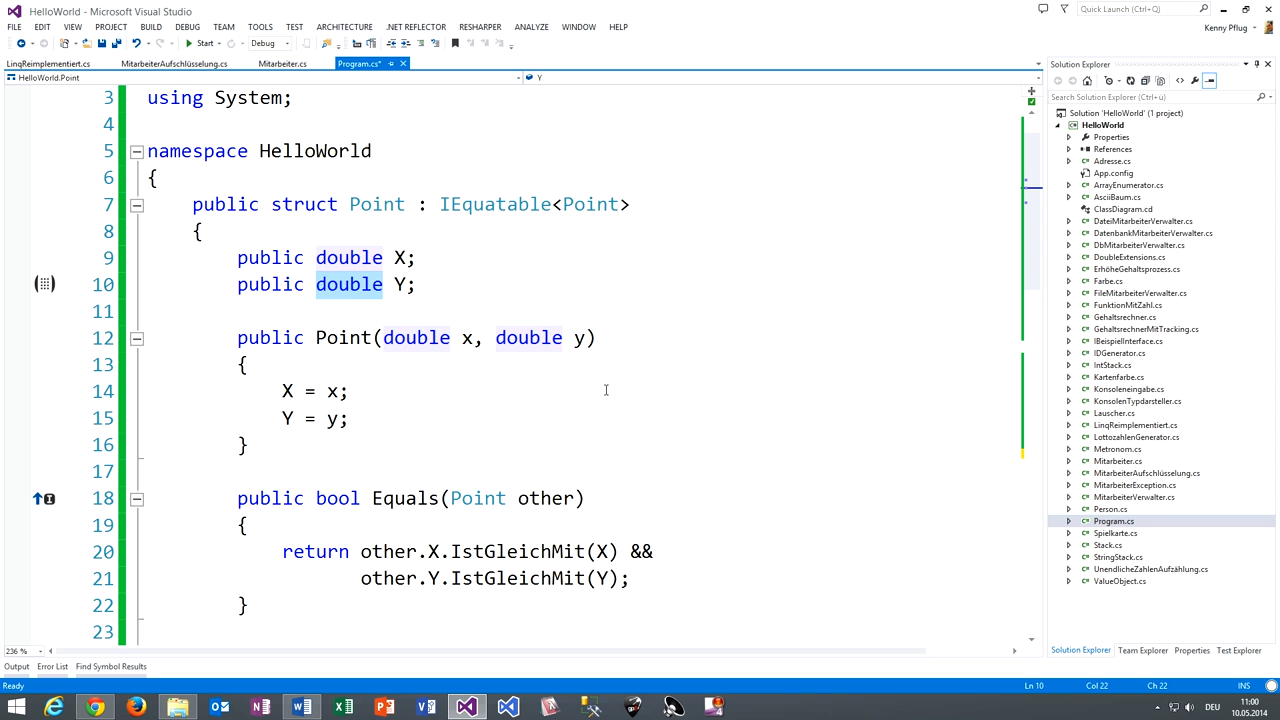 HelloWorld - Microsoft Visual Studio
Quick Launch (Ctrl+Q)
FILE EDIT VIEW PROJECT BUILD DEBUG TEAM TOOLS TEST ARCHITECTURE .NET REFLECTOR RESHARPER ANALYZE WINDOW HELP
Kenny Pflug
Start
Debug
LinqReimplementiert.cs MitarbeiterAufschlüsselung.cs Mitarbeiter.cs Program.cs*
HelloWorld.Point
Y
3 using System;
4
5 namespace HelloWorld
6 {
7 public struct Point : IEquatable<Point>
8 {
9 public double X;
10 public double Y;
11
12 public Point(double x, double y)
13 {
14 X = x;
15 Y = y;
16 }
17
18 public bool Equals(Point other)
19 {
20 return other.X.IstGleichMit(X) &&
21 other.Y.IstGleichMit(Y);
22 }
23
236 %
Solution Explorer
Search Solution Explorer (Ctrl+ü)
Solution 'HelloWorld' (1 project)
HelloWorld
Properties
References
Adresse.cs
App.config
ArrayEnumerator.cs
AsciiBaum.cs
ClassDiagram.cd
DateiMitarbeiterVerwalter.cs
DatenbankMitarbeiterVerwalter.cs
DbMitarbeiterVerwalter.cs
DoubleExtensions.cs
ErhöheGehaltsprozess.cs
Farbe.cs
FileMitarbeiterVerwalter.cs
FunktionMitZahl.cs
Gehaltsrechner.cs
GehaltsrechnerMitTracking.cs
IBeispielInterface.cs
IDGenerator.cs
IntStack.cs
Kartenfarbe.cs
Konsoleneingabe.cs
KonsolenTypdarsteller.cs
Lauscher.cs
LinqReimplementiert.cs
LottozahlenGenerator.cs
Metronom.cs
Mitarbeiter.cs
MitarbeiterAufschlüsselung.cs
MitarbeiterException.cs
MitarbeiterVerwalter.cs
Person.cs
Program.cs
Spielkarte.cs
Stack.cs
StringStack.cs
UnendlicheZahlenAufzählung.cs
ValueObject.cs
Solution Explorer Team Explorer Properties Test Explorer
Output Error List Find Symbol Results
Ready
Ln 10 Col 22 Ch 22 INS
DEU
11:00
10.05.2014